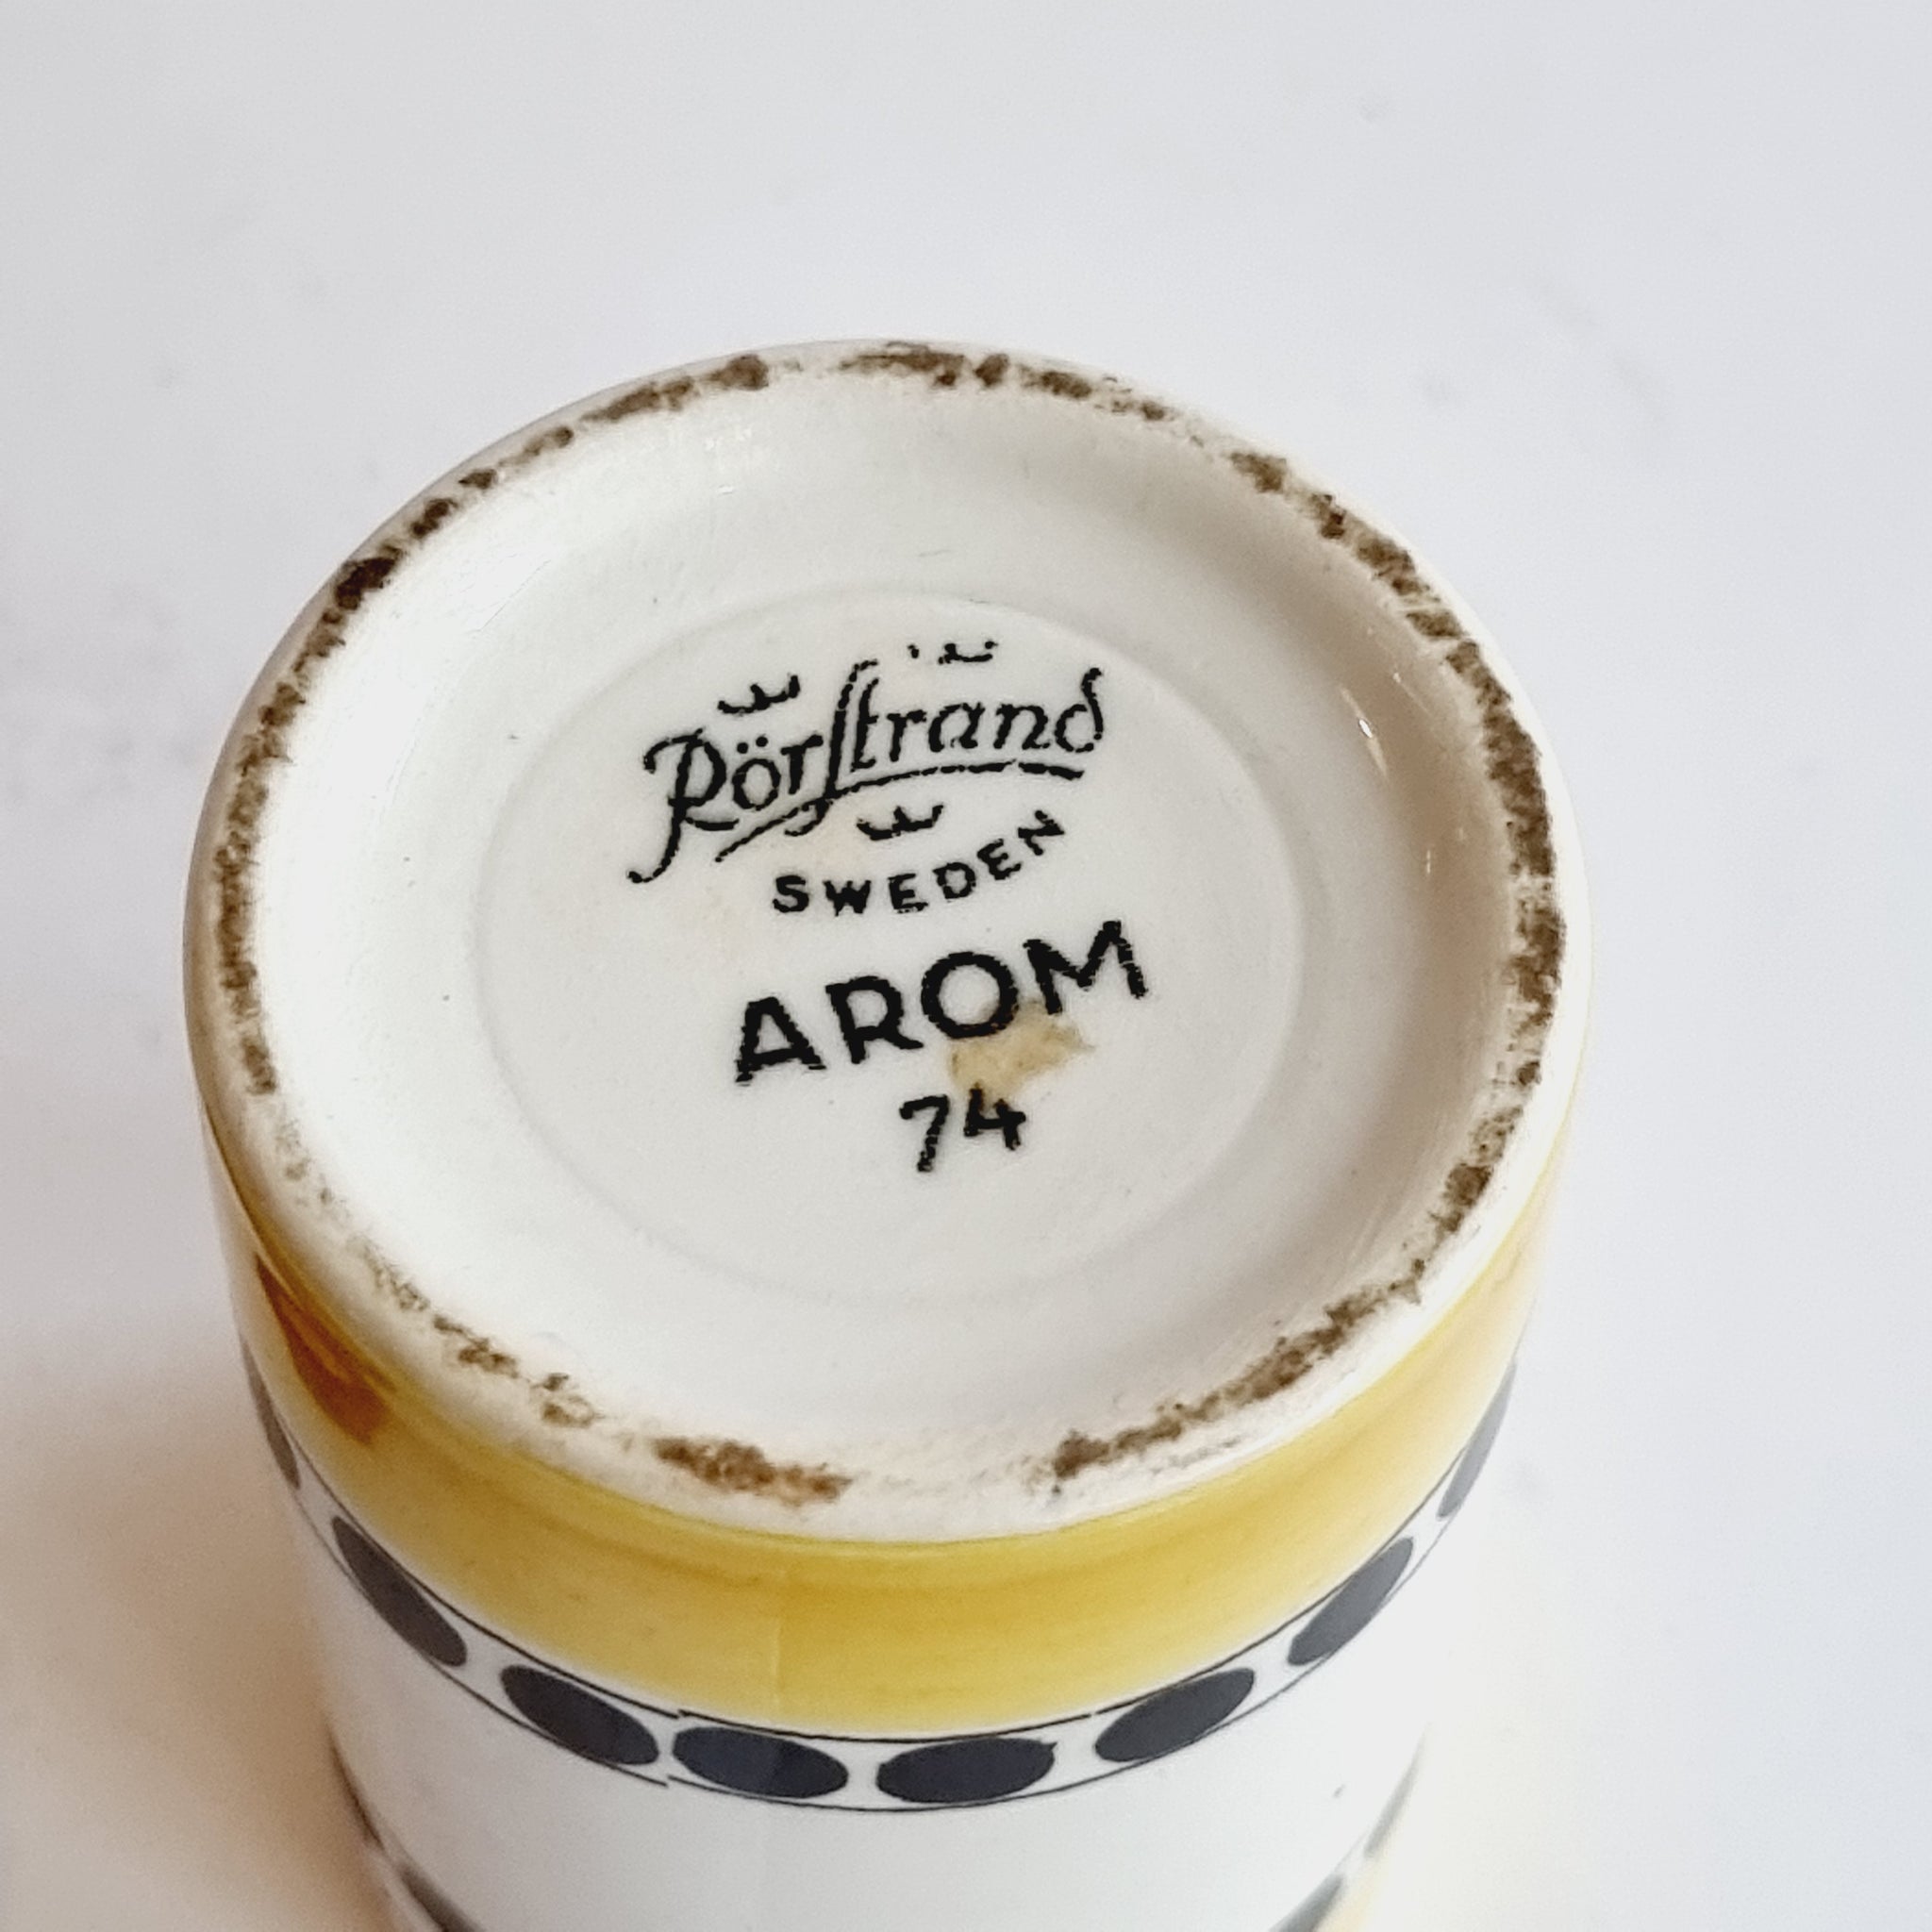 Rörstrand
SWEDEN
AROM
74